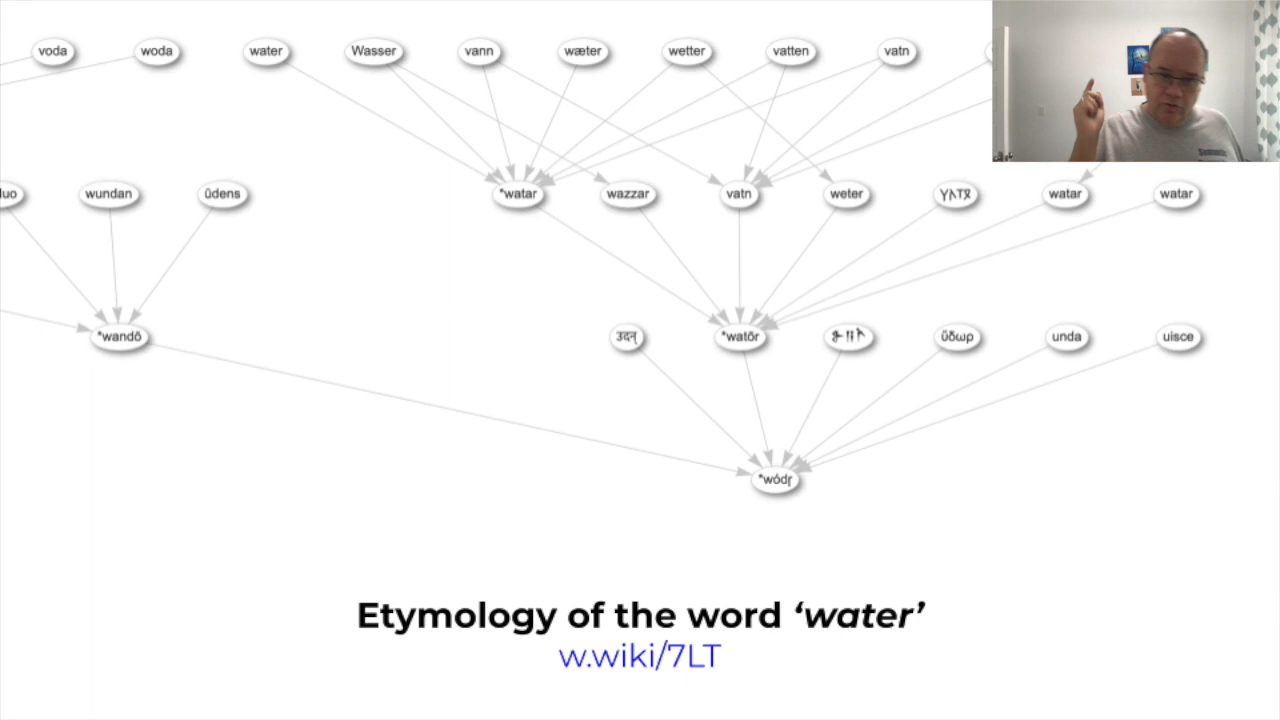 voda woda water Wasser vann wæter wetter vatten vatn
luo wundan ūdens *watar wazzar vatn weter watar watar
*wandō उदन् *watōr ὕδωρ unda uisce
*wódr̥
Etymology of the word ‘water’
w.wiki/7LT